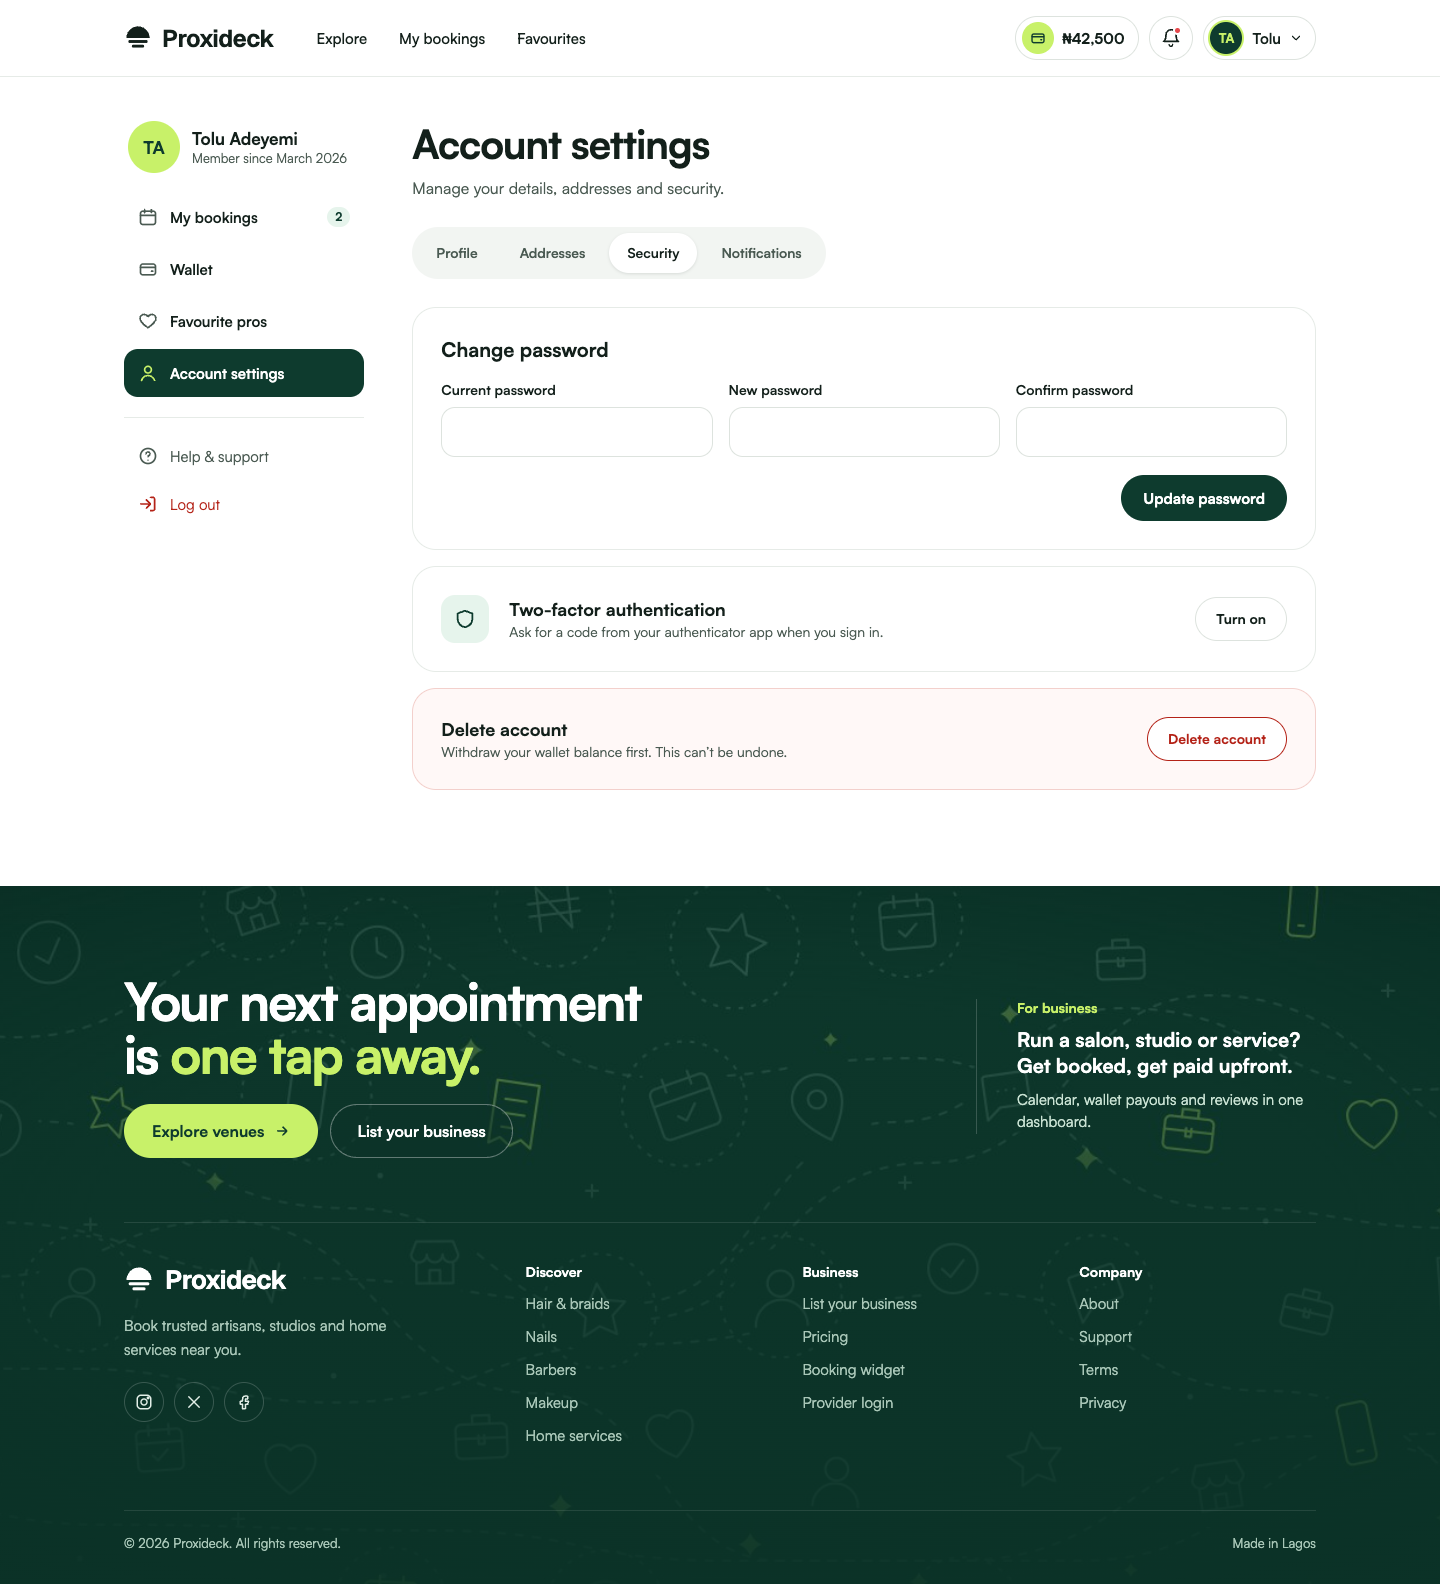 Proxideck
Explore
My bookings
Favourites
₦42,500
TA
Tolu
TA
Tolu Adeyemi
Member since March 2026
My bookings
2
Wallet
Favourite pros
Account settings
Help & support
Log out
Account settings
Manage your details, addresses and security.
Profile
Addresses
Security
Notifications
Change password
Current password
New password
Confirm password
Update password
Two-factor authentication
Ask for a code from your authenticator app when you sign in.
Turn on
Delete account
Withdraw your wallet balance first. This can't be undone.
Delete account
Your next appointment
is one tap away.
Explore venues
List your business
For business
Run a salon, studio or service?
Get booked, get paid upfront.
Calendar, wallet payouts and reviews in one
dashboard.
Proxideck
Book trusted artisans, studios and home
services near you.
Discover
Hair & braids
Nails
Barbers
Makeup
Home services
Business
List your business
Pricing
Booking widget
Provider login
Company
About
Support
Terms
Privacy
© 2026 Proxideck. All rights reserved.
Made in Lagos